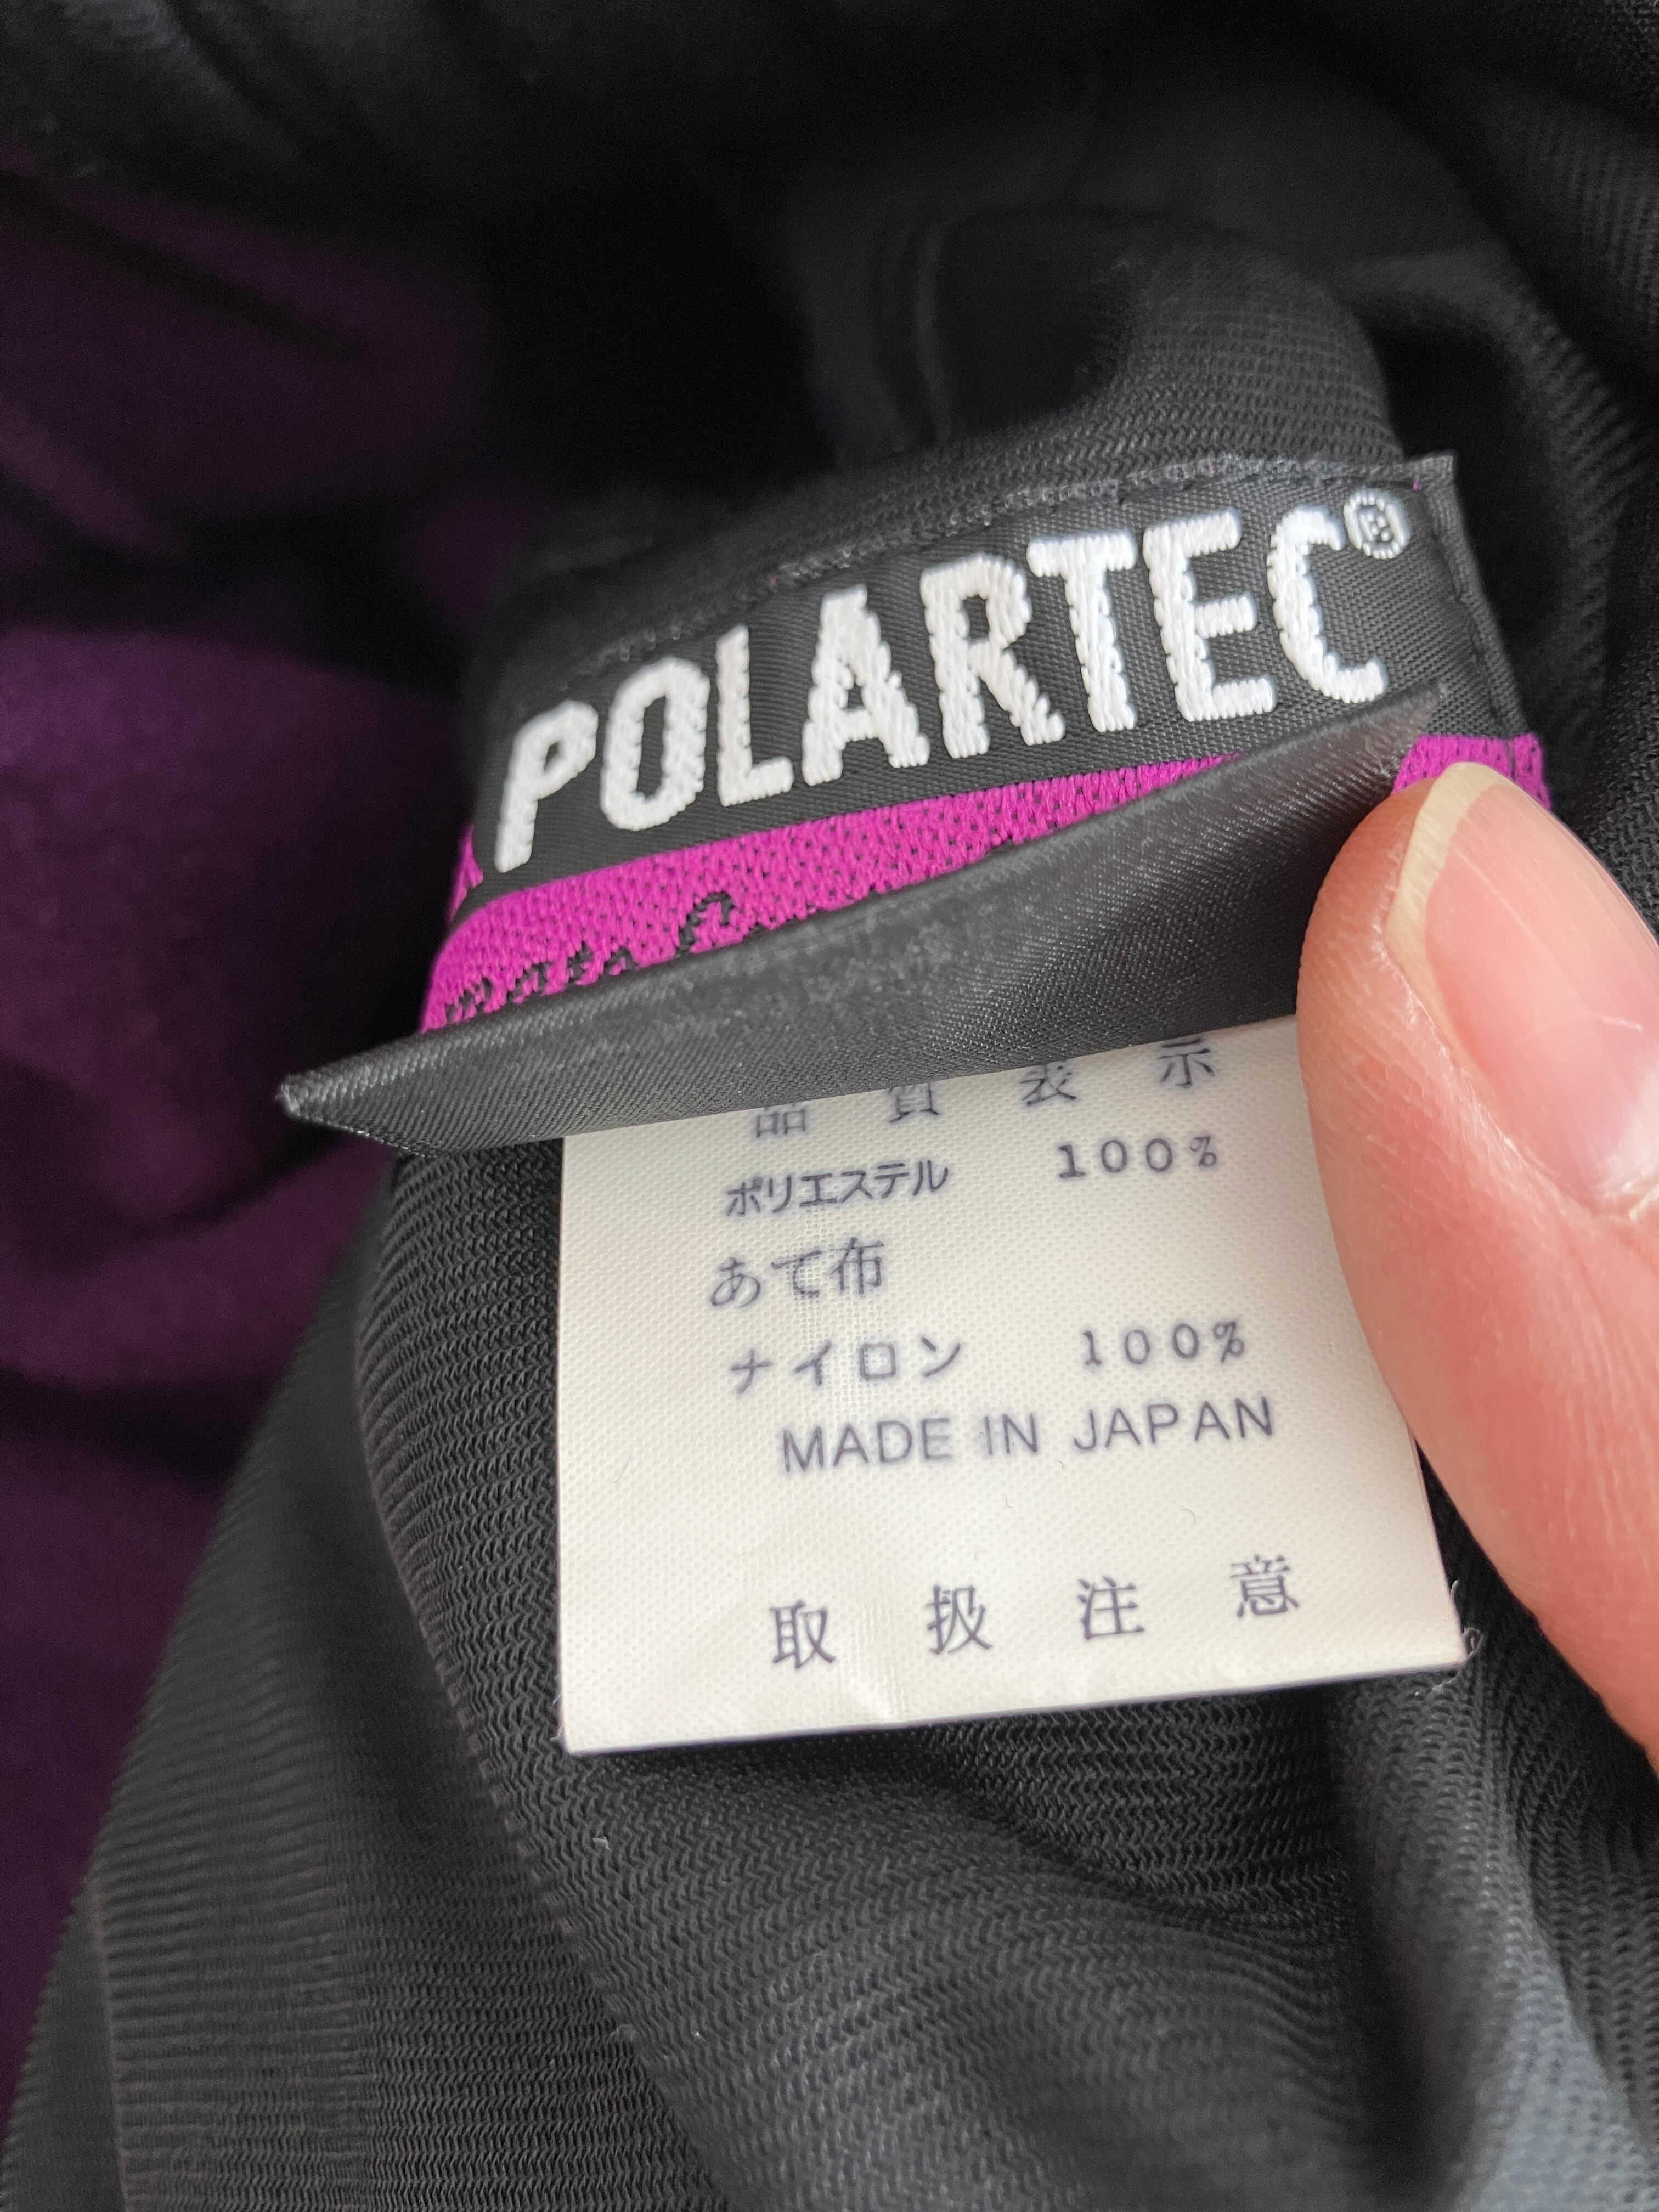 POLARTEC®
品質表示
ポリエステル 100%
あて布
ナイロン 100%
MADE IN JAPAN
取扱注意